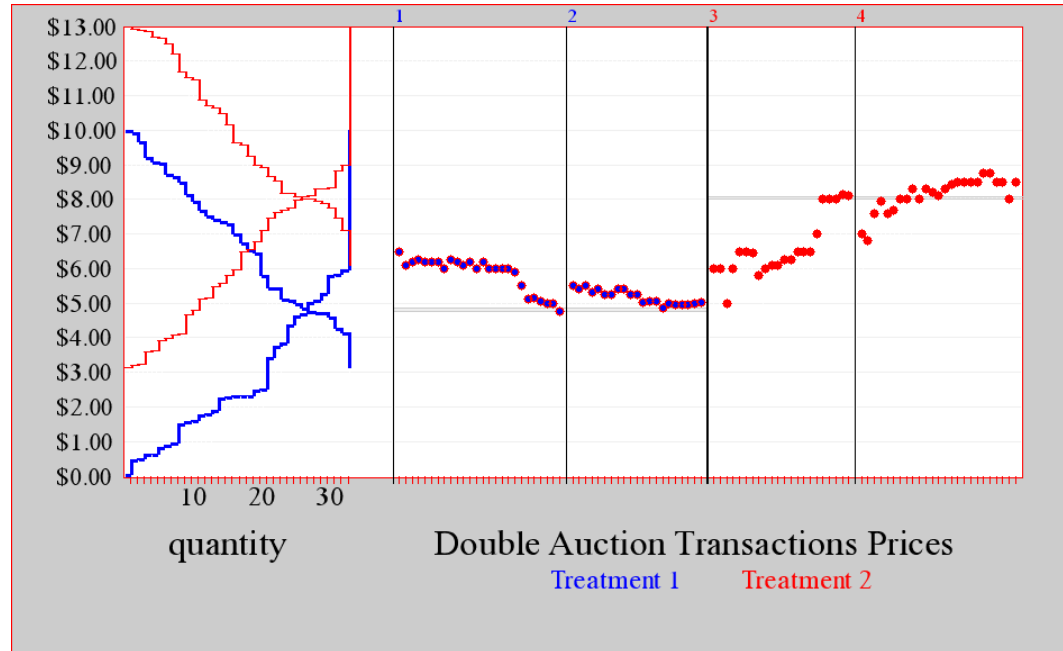 1 2 3 4
$13.00
$12.00
$11.00
$10.00
$9.00
$8.00
$7.00
$6.00
$5.00
$4.00
$3.00
$2.00
$1.00
$0.00
10 20 30
quantity
Double Auction Transactions Prices
Treatment 1 Treatment 2